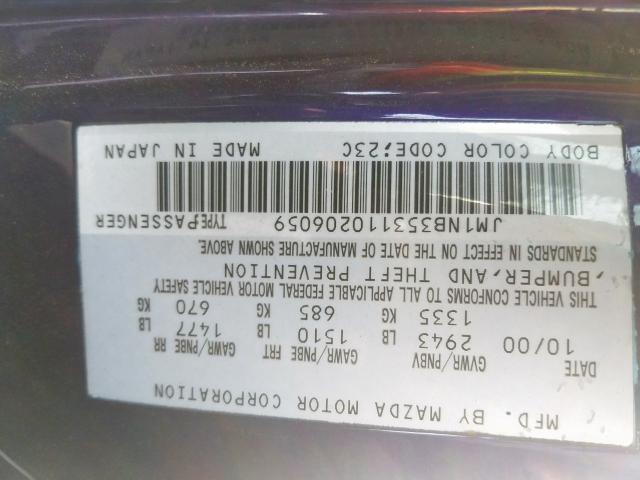 MFD. BY MAZDA MOTOR CORPORATION
DATE GVWR/PNBV GAWR/PNBE FRT GAWR/PNBE RR
10/00 2943 LB 1510 LB 1477 LB
1335 KG 685 KG 670 KG
THIS VEHICLE CONFORMS TO ALL APPLICABLE FEDERAL MOTOR VEHICLE SAFETY
,BUMPER,AND THEFT PREVENTION
STANDARDS IN EFFECT ON THE DATE OF MANUFACTURE SHOWN ABOVE.
JM1NB353110206059 TYPE:PASSENGER
BODY COLOR CODE:23C MADE IN JAPAN